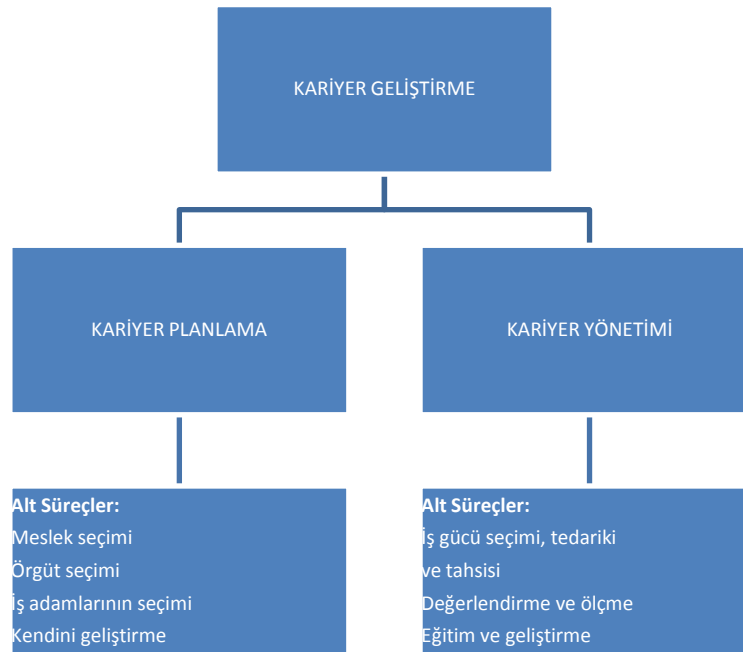 KARİYER GELİŞTİRME
KARİYER PLANLAMA
KARİYER YÖNETİMİ
Alt Süreçler:
Meslek seçimi
Örgüt seçimi
İş adamlarının seçimi
Kendini geliştirme
Alt Süreçler:
İş gücü seçimi, tedariki
ve tahsisi
Değerlendirme ve ölçme
Eğitim ve geliştirme